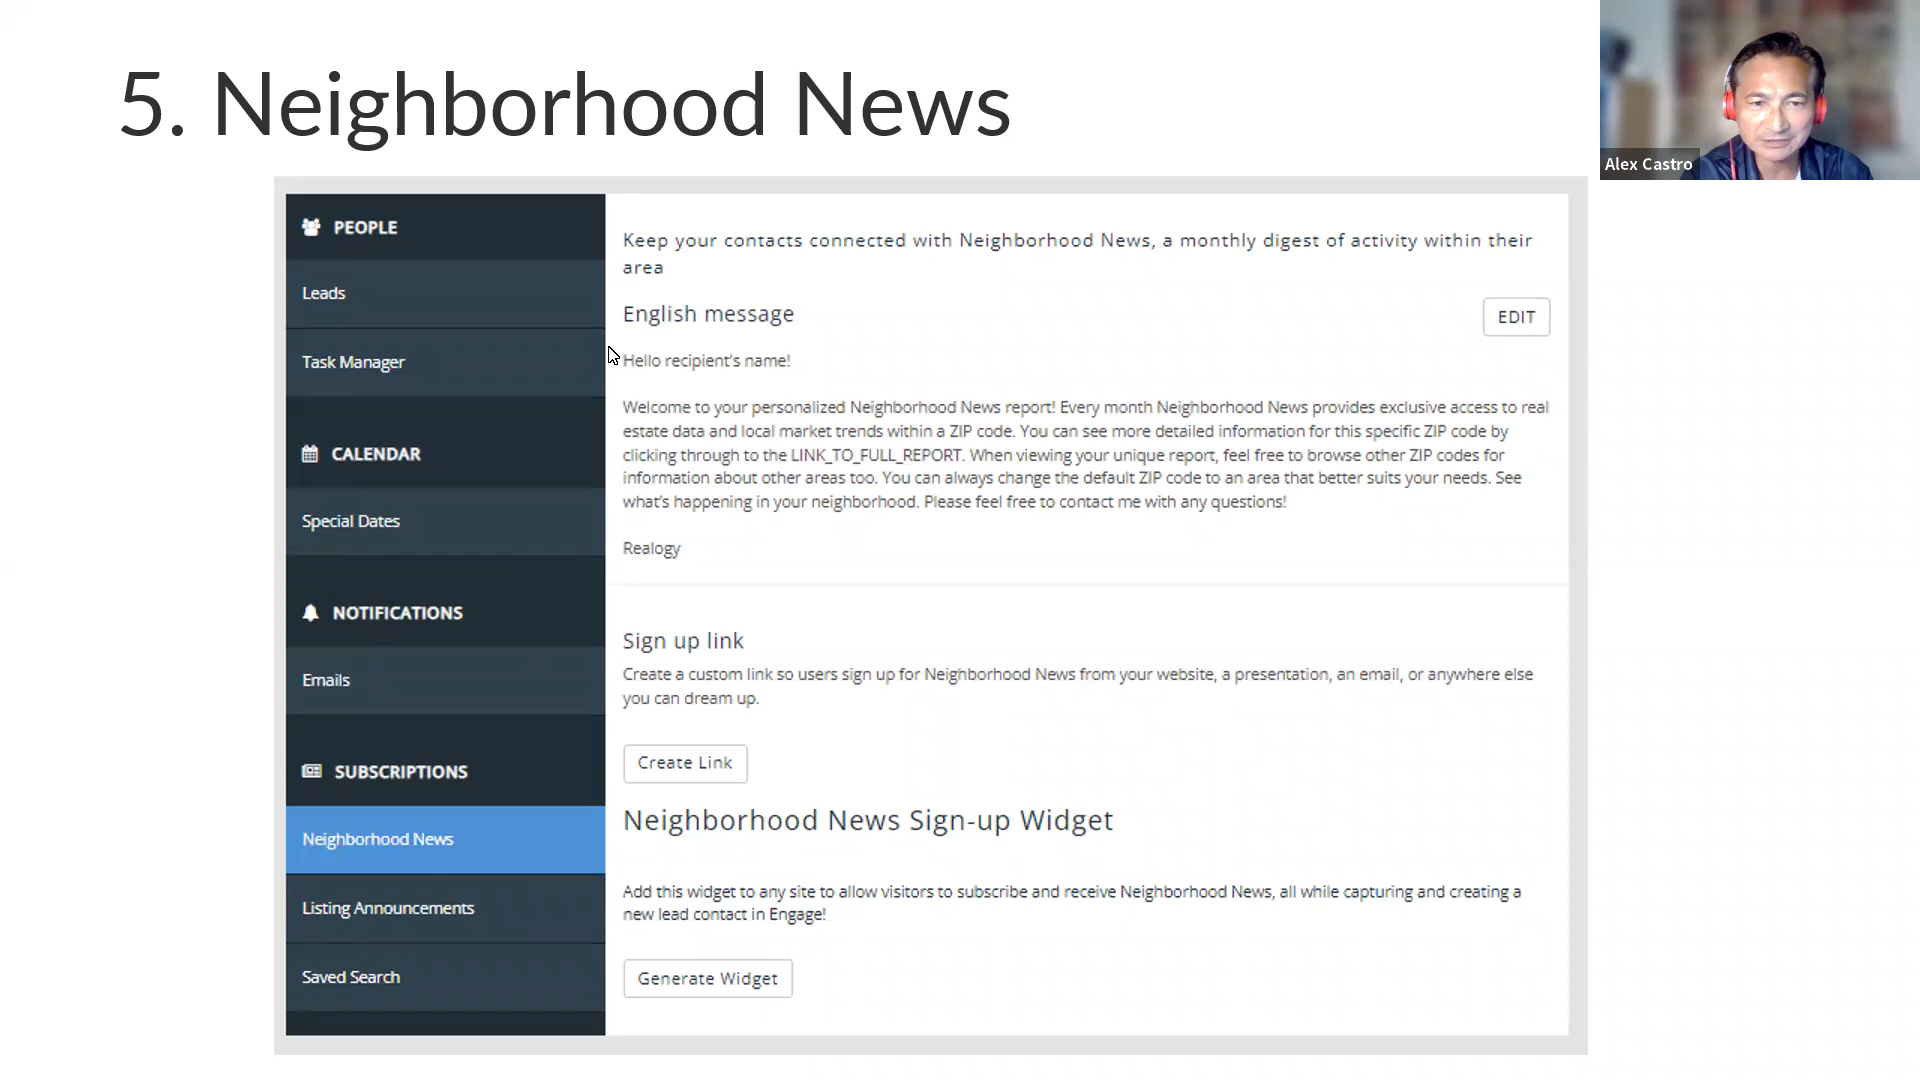 5. Neighborhood News
Alex Castro
PEOPLE
Leads
Task Manager
CALENDAR
Special Dates
NOTIFICATIONS
Emails
SUBSCRIPTIONS
Neighborhood News
Listing Announcements
Saved Search
Keep your contacts connected with Neighborhood News, a monthly digest of activity within their
area
English message
EDIT
Hello recipient's name!
Welcome to your personalized Neighborhood News report! Every month Neighborhood News provides exclusive access to real
estate data and local market trends within a ZIP code. You can see more detailed information for this specific ZIP code by
clicking through to the LINK_TO_FULL_REPORT. When viewing your unique report, feel free to browse other ZIP codes for
information about other areas too. You can always change the default ZIP code to an area that better suits your needs. See
what's happening in your neighborhood. Please feel free to contact me with any questions!
Realogy
Sign up link
Create a custom link so users sign up for Neighborhood News from your website, a presentation, an email, or anywhere else
you can dream up.
Create Link
Neighborhood News Sign-up Widget
Add this widget to any site to allow visitors to subscribe and receive Neighborhood News, all while capturing and creating a
new lead contact in Engage!
Generate Widget